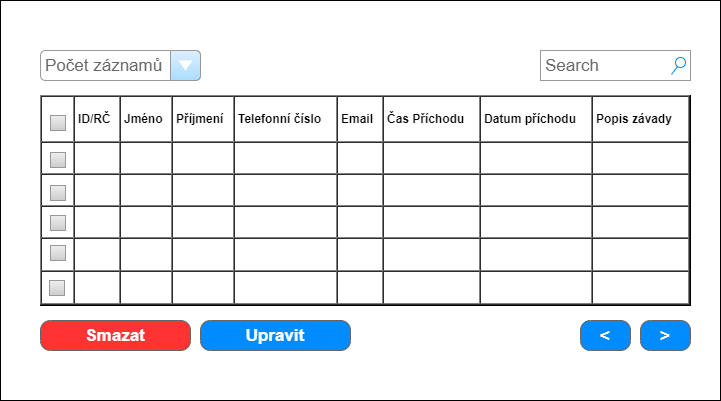 Počet záznamů
Search
ID/RČ Jméno Příjmení Telefonní číslo Email Čas Příchodu Datum příchodu Popis závady
Smazat Upravit < >